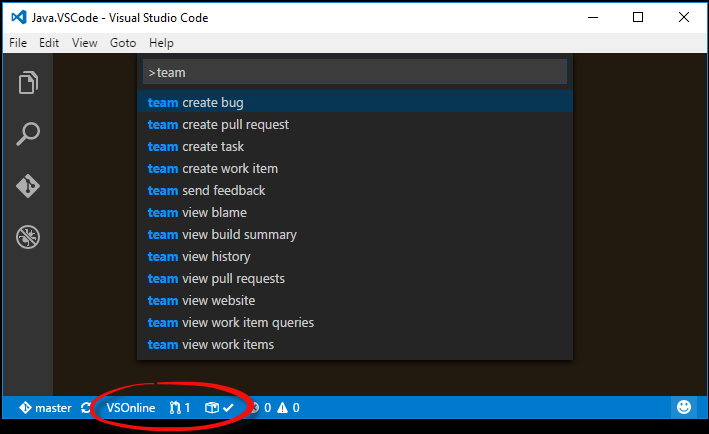 Java.VSCode - Visual Studio Code
File Edit View Goto Help
>team
team create bug
team create pull request
team create task
team create work item
team send feedback
team view blame
team view build summary
team view history
team view pull requests
team view website
team view work item queries
team view work items
master VSOnline 1 0 0